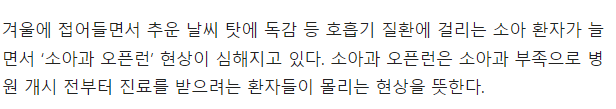 겨울에 접어들면서 추운 날씨 탓에 독감 등 호흡기 질환에 걸리는 소아 환자가 늘
면서 ‘소아과 오픈런’ 현상이 심해지고 있다. 소아과 오픈런은 소아과 부족으로 병
원 개시 전부터 진료를 받으려는 환자들이 몰리는 현상을 뜻한다.